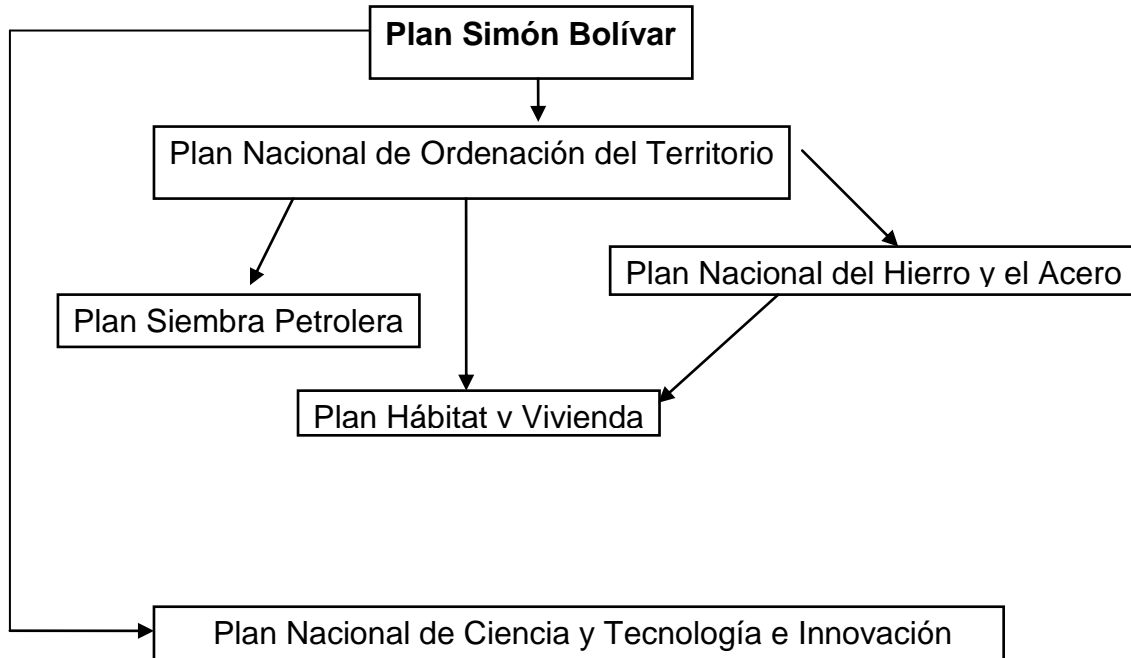 Plan Simón Bolívar
Plan Nacional de Ordenación del Territorio
Plan Nacional del Hierro y el Acero
Plan Siembra Petrolera
Plan Hábitat y Vivienda
Plan Nacional de Ciencia y Tecnología e Innovación